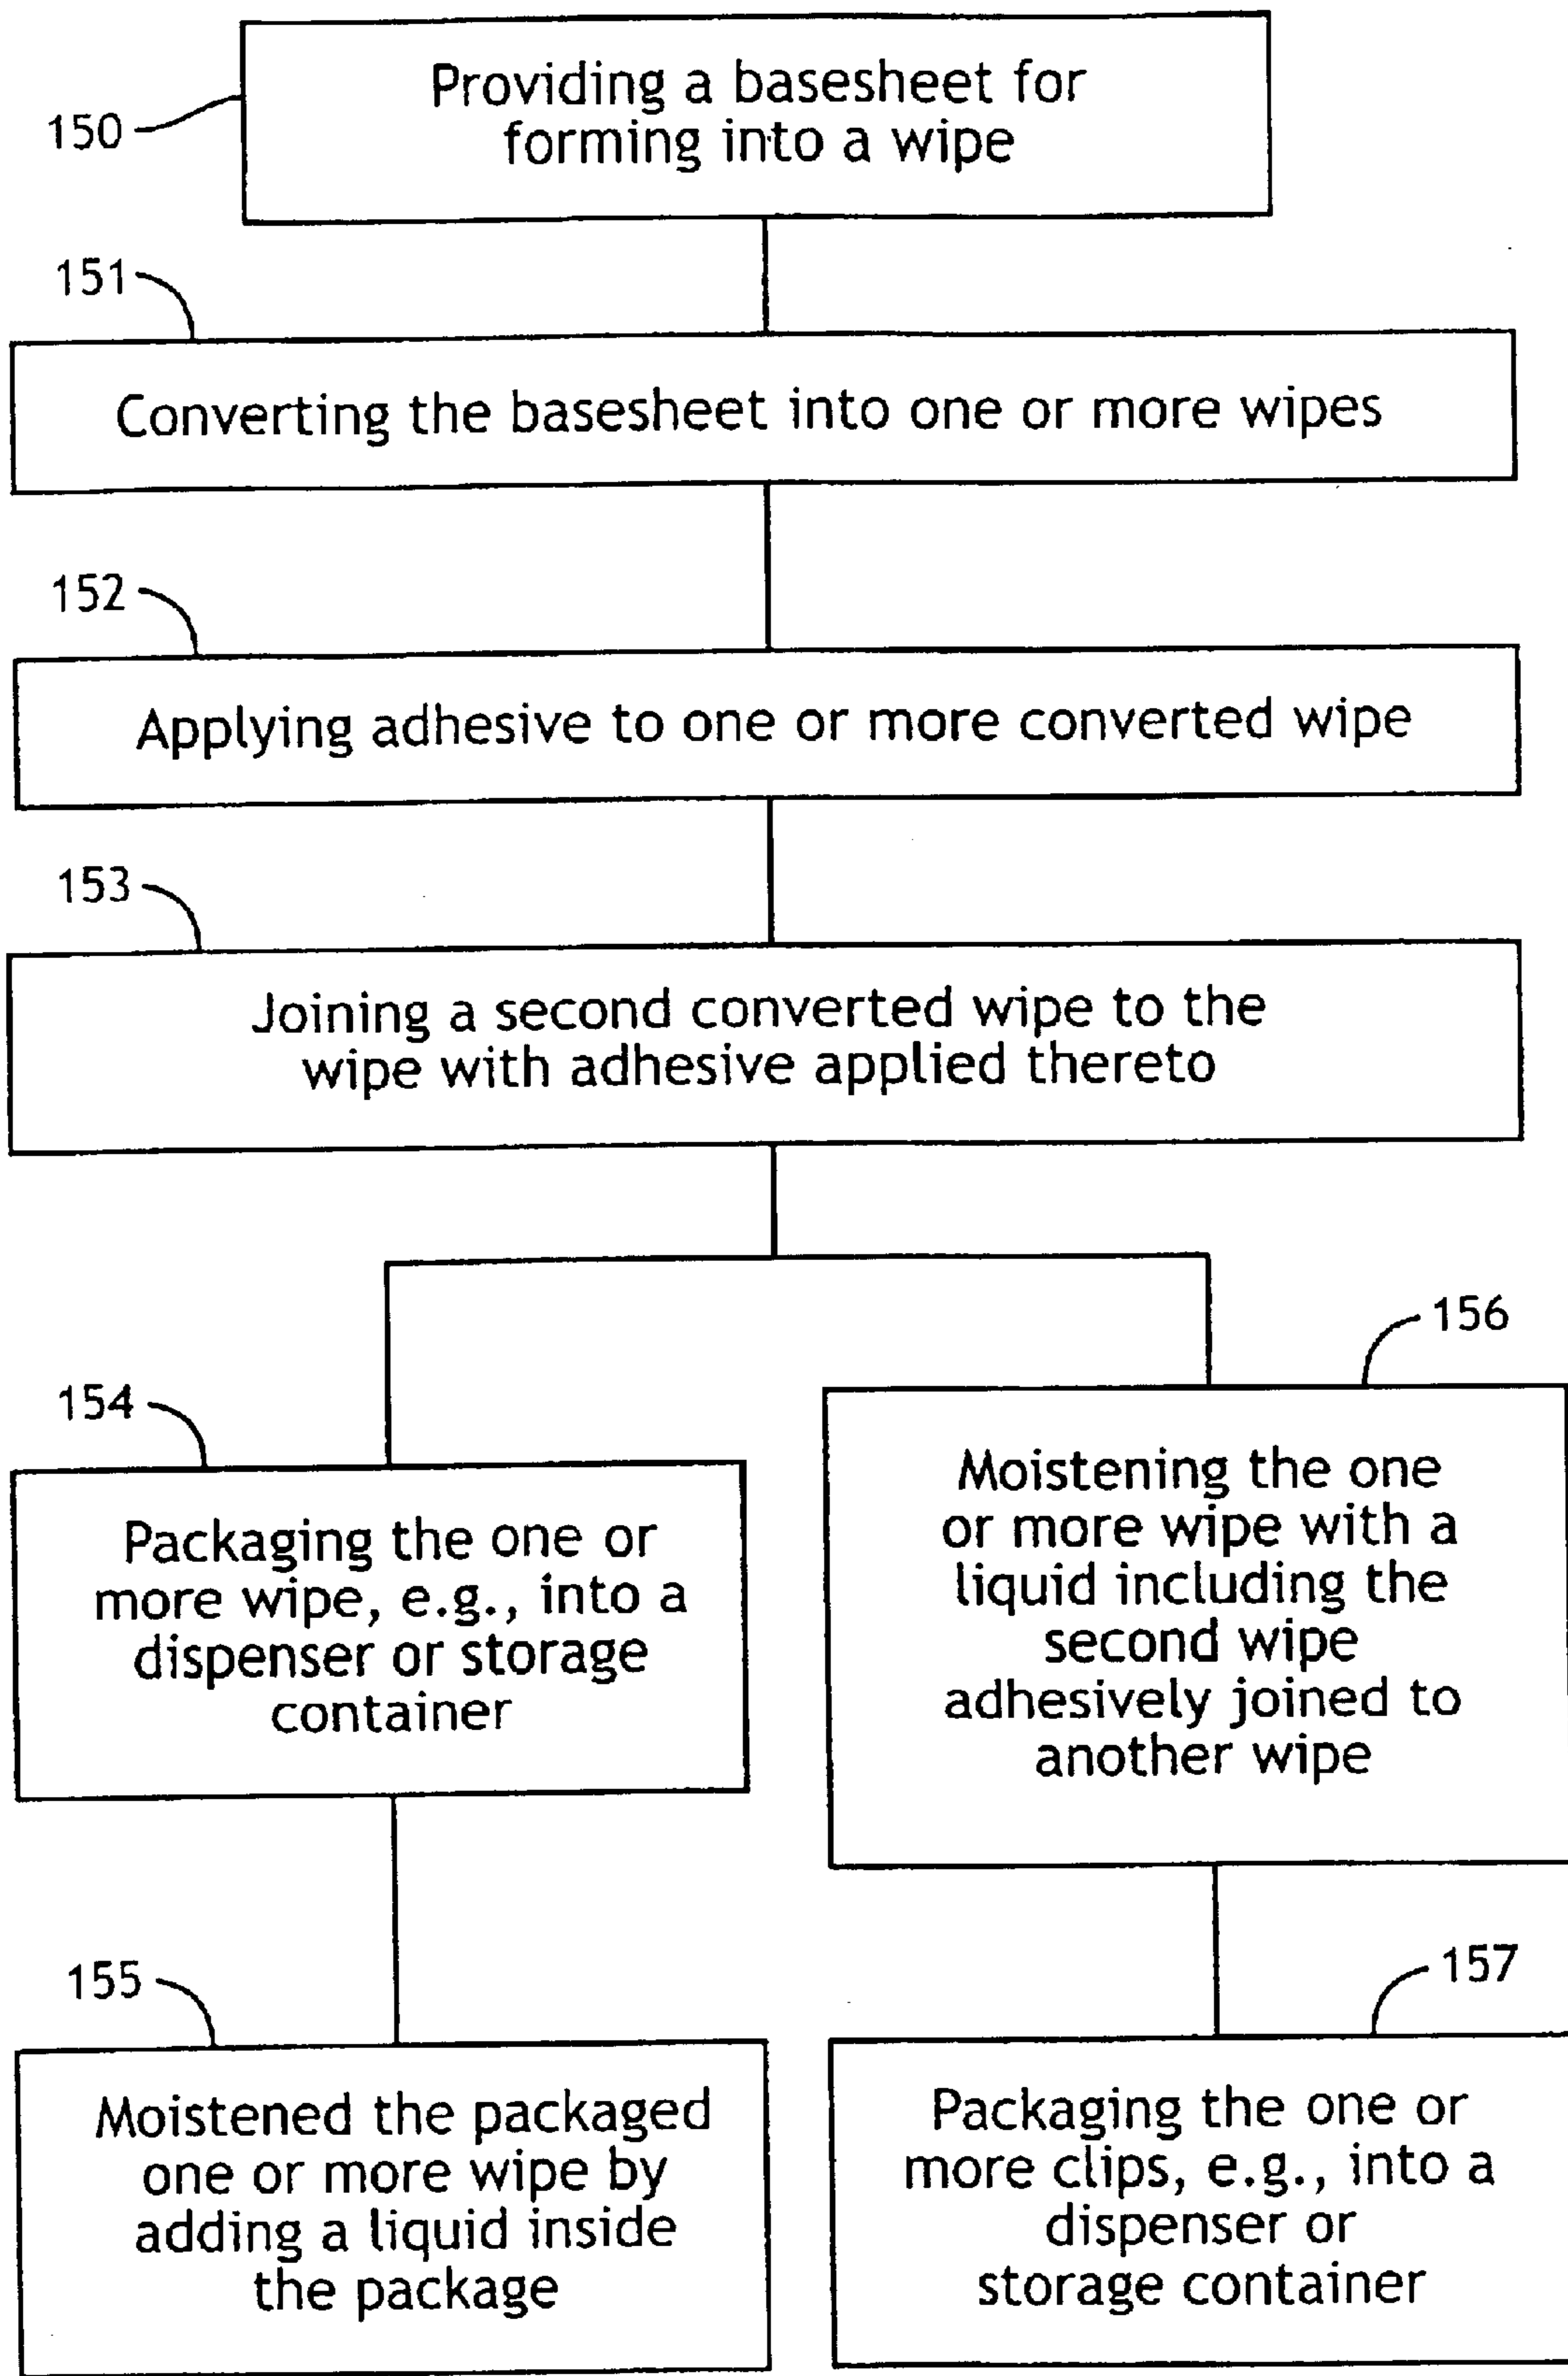 150
Providing a basesheet for
forming into a wipe
151
Converting the basesheet into one or more wipes
152
Applying adhesive to one or more converted wipe
153
Joining a second converted wipe to the
wipe with adhesive applied thereto
154
Packaging the one or
more wipe, e.g., into a
dispenser or storage
container
156
Moistening the one
or more wipe with a
liquid including the
second wipe
adhesively joined to
another wipe
155
Moistened the packaged
one or more wipe by
adding a liquid inside
the package
157
Packaging the one or
more clips, e.g., into a
dispenser or
storage container